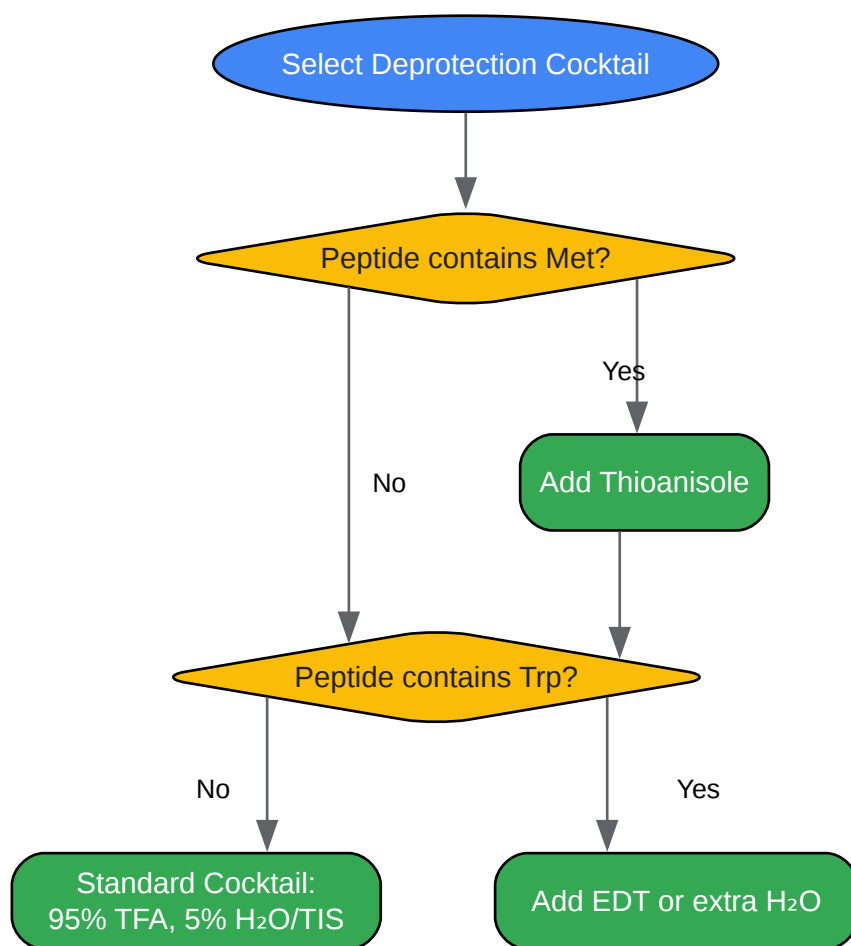 Select Deprotection Cocktail
Peptide contains Met?
Yes
No
Add Thioanisole
Peptide contains Trp?
No
Yes
Standard Cocktail:
95% TFA, 5% H₂O/TIS
Add EDT or extra H₂O